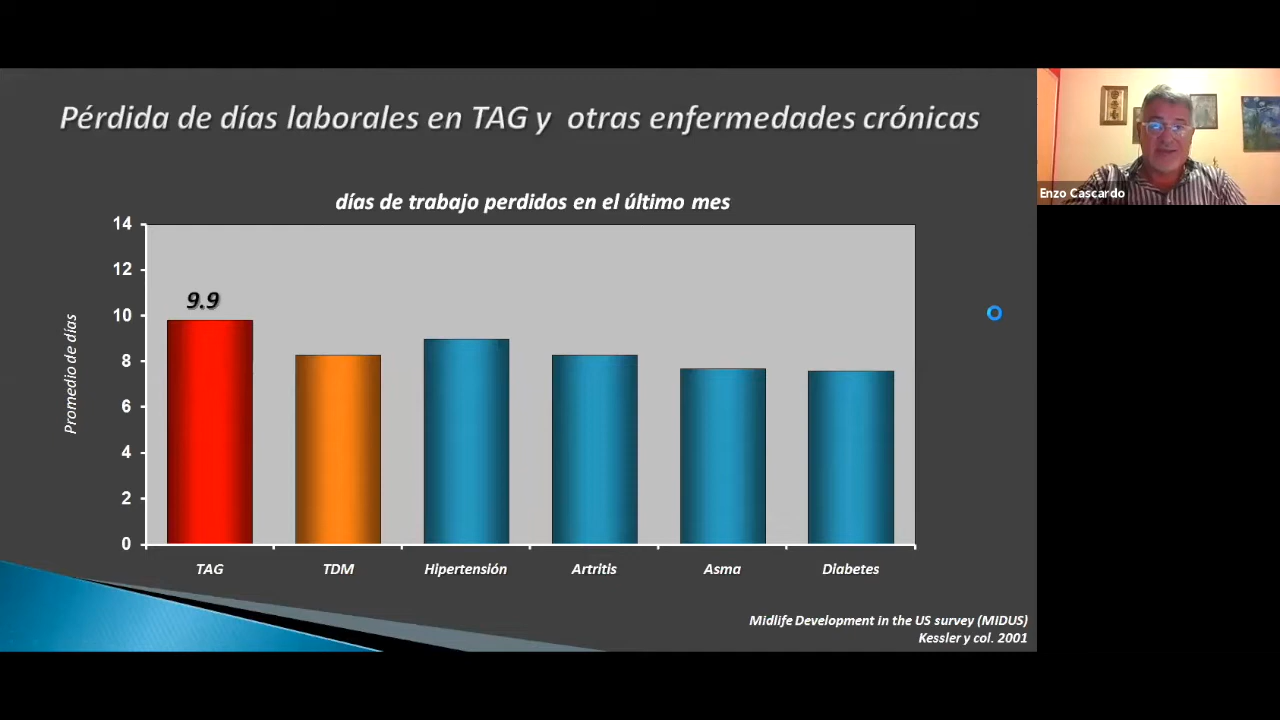 Pérdida de días laborales en TAG y otras enfermedades crónicas
Enzo Cascardo
días de trabajo perdidos en el último mes
Promedio de días
14
12
10
8
6
4
2
0
9.9
TAG
TDM
Hipertensión
Artritis
Asma
Diabetes
Midlife Development in the US survey (MIDUS)
Kessler y col. 2001